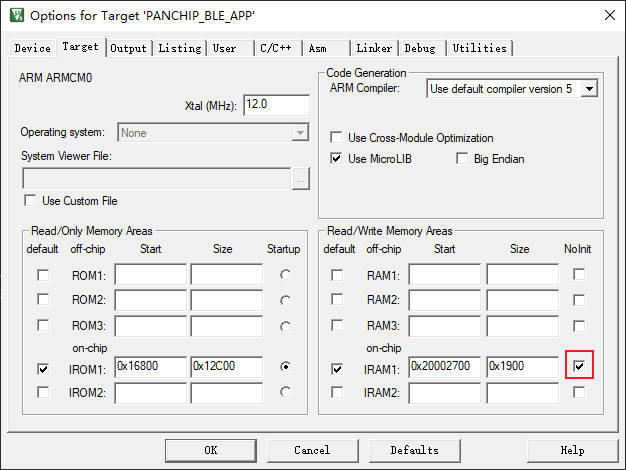 Options for Target 'PANCHIP_BLE_APP'
Device Target Output Listing User C/C++ Asm Linker Debug Utilities
ARM ARMCM0
Xtal (MHz): 12.0
Operating system: None
System Viewer File:
...
Use Custom File
Code Generation
ARM Compiler: Use default compiler version 5
Use Cross-Module Optimization
Use MicroLIB Big Endian
Read/Only Memory Areas
default off-chip Start Size Startup
ROM1:
ROM2:
ROM3:
on-chip
IROM1: 0x16800 0x12C00
IROM2:
Read/Write Memory Areas
default off-chip Start Size NoInit
RAM1:
RAM2:
RAM3:
on-chip
IRAM1: 0x20002700 0x1900
IRAM2:
OK Cancel Defaults Help